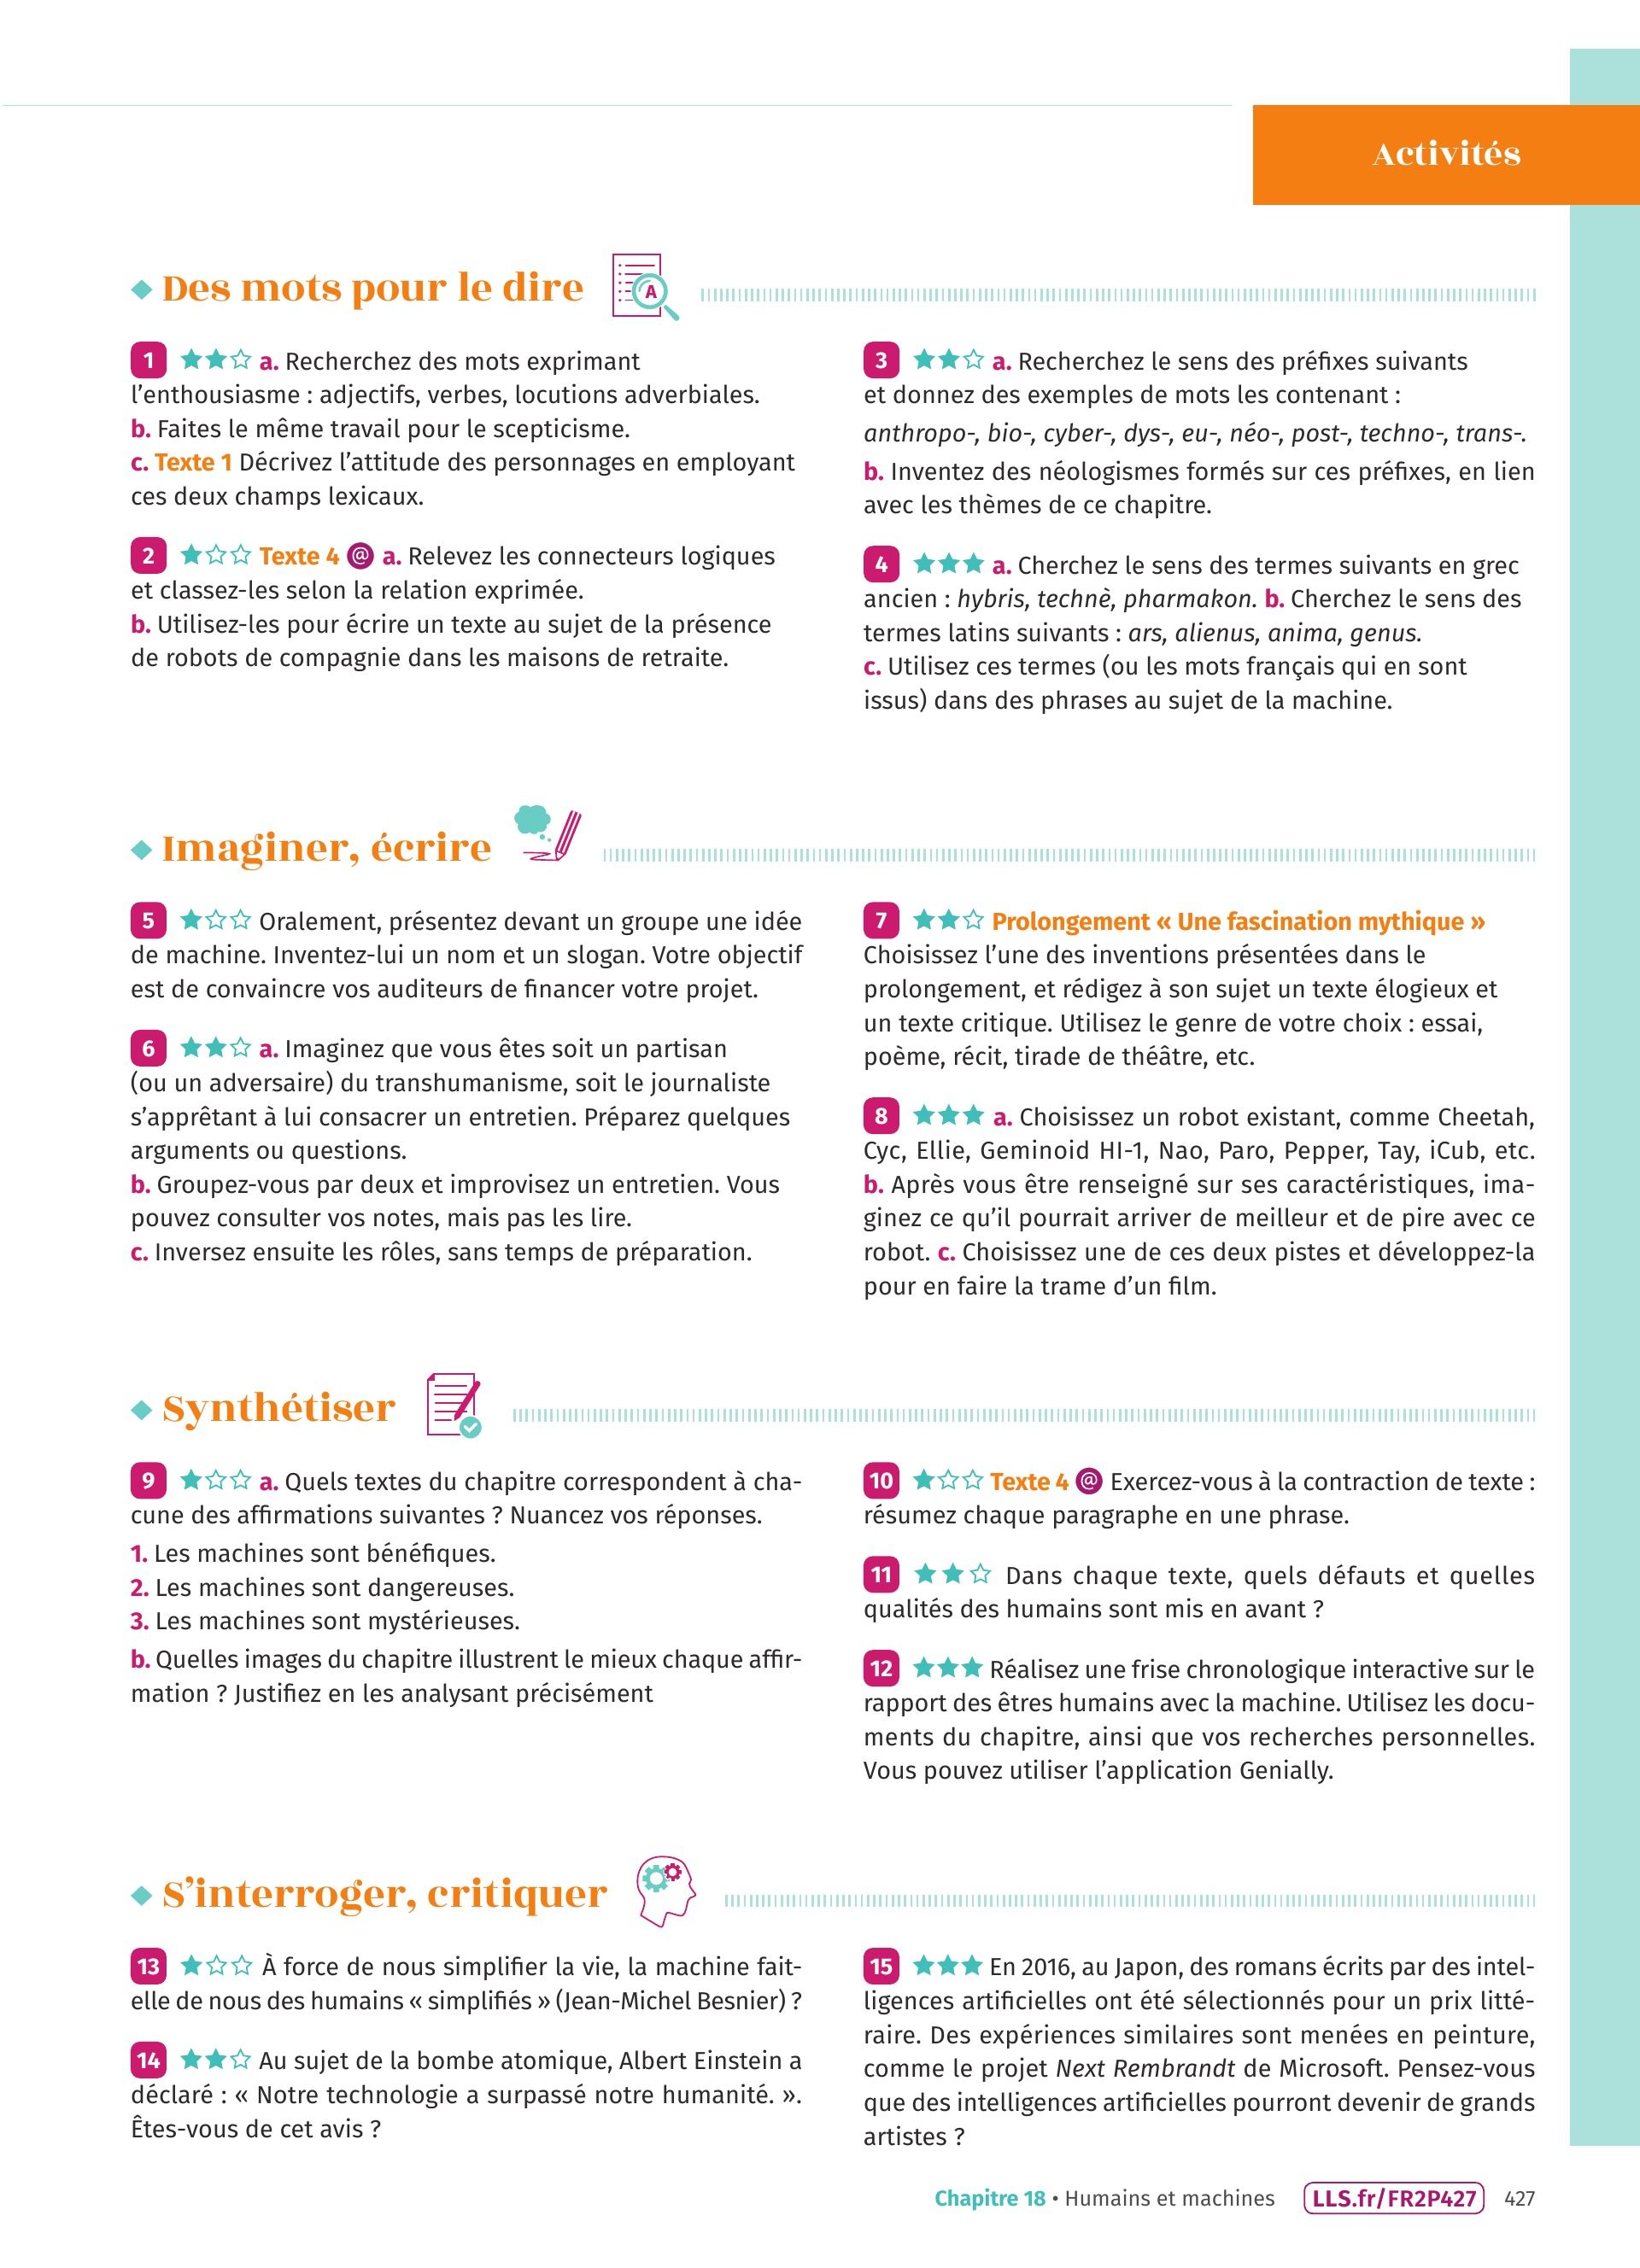 Activités
Des mots pour le dire
A
1 a. Recherchez des mots exprimant
l'enthousiasme : adjectifs, verbes, locutions adverbiales.
b. Faites le même travail pour le scepticisme.
c. Texte 1 Décrivez l'attitude des personnages en employant
ces deux champs lexicaux.
2 Texte 4 @ a. Relevez les connecteurs logiques
et classez-les selon la relation exprimée.
b. Utilisez-les pour écrire un texte au sujet de la présence
de robots de compagnie dans les maisons de retraite.
3 a. Recherchez le sens des préfixes suivants
et donnez des exemples de mots les contenant :
anthropo-, bio-, cyber-, dys-, eu-, néo-, post-, techno-, trans-.
b. Inventez des néologismes formés sur ces préfixes, en lien
avec les thèmes de ce chapitre.
4 a. Cherchez le sens des termes suivants en grec
ancien : hybris, technè, pharmakon. b. Cherchez le sens des
termes latins suivants : ars, alienus, anima, genus.
c. Utilisez ces termes (ou les mots français qui en sont
issus) dans des phrases au sujet de la machine.
Imaginer, écrire
5 Oralement, présentez devant un groupe une idée
de machine. Inventez-lui un nom et un slogan. Votre objectif
est de convaincre vos auditeurs de financer votre projet.
6 a. Imaginez que vous êtes soit un partisan
(ou un adversaire) du transhumanisme, soit le journaliste
s'apprêtant à lui consacrer un entretien. Préparez quelques
arguments ou questions.
b. Groupez-vous par deux et improvisez un entretien. Vous
pouvez consulter vos notes, mais pas les lire.
c. Inversez ensuite les rôles, sans temps de préparation.
7 Prolongement « Une fascination mythique »
Choisissez l'une des inventions présentées dans le
prolongement, et rédigez à son sujet un texte élogieux et
un texte critique. Utilisez le genre de votre choix : essai,
poème, récit, tirade de théâtre, etc.
8 a. Choisissez un robot existant, comme Cheetah,
Cyc, Ellie, Geminoid HI-1, Nao, Paro, Pepper, Tay, iCub, etc.
b. Après vous être renseigné sur ses caractéristiques, ima-
ginez ce qu'il pourrait arriver de meilleur et de pire avec ce
robot. c. Choisissez une de ces deux pistes et développez-la
pour en faire la trame d'un film.
Synthétiser
9 a. Quels textes du chapitre correspondent à cha-
cune des affirmations suivantes ? Nuancez vos réponses.
1. Les machines sont bénéfiques.
2. Les machines sont dangereuses.
3. Les machines sont mystérieuses.
b. Quelles images du chapitre illustrent le mieux chaque affir-
mation ? Justifiez en les analysant précisément
10 Texte 4 @ Exercez-vous à la contraction de texte :
résumez chaque paragraphe en une phrase.
11 Dans chaque texte, quels défauts et quelles
qualités des humains sont mis en avant ?
12 Réalisez une frise chronologique interactive sur le
rapport des êtres humains avec la machine. Utilisez les docu-
ments du chapitre, ainsi que vos recherches personnelles.
Vous pouvez utiliser l'application Genially.
S'interroger, critiquer
13 À force de nous simplifier la vie, la machine fait-
elle de nous des humains « simplifiés » (Jean-Michel Besnier) ?
14 Au sujet de la bombe atomique, Albert Einstein a
déclaré : « Notre technologie a surpassé notre humanité. ».
Êtes-vous de cet avis ?
15 En 2016, au Japon, des romans écrits par des intel-
ligences artificielles ont été sélectionnés pour un prix litté-
raire. Des expériences similaires sont menées en peinture,
comme le projet Next Rembrandt de Microsoft. Pensez-vous
que des intelligences artificielles pourront devenir de grands
artistes ?
Chapitre 18 • Humains et machines LLS.fr/FR2P427 427